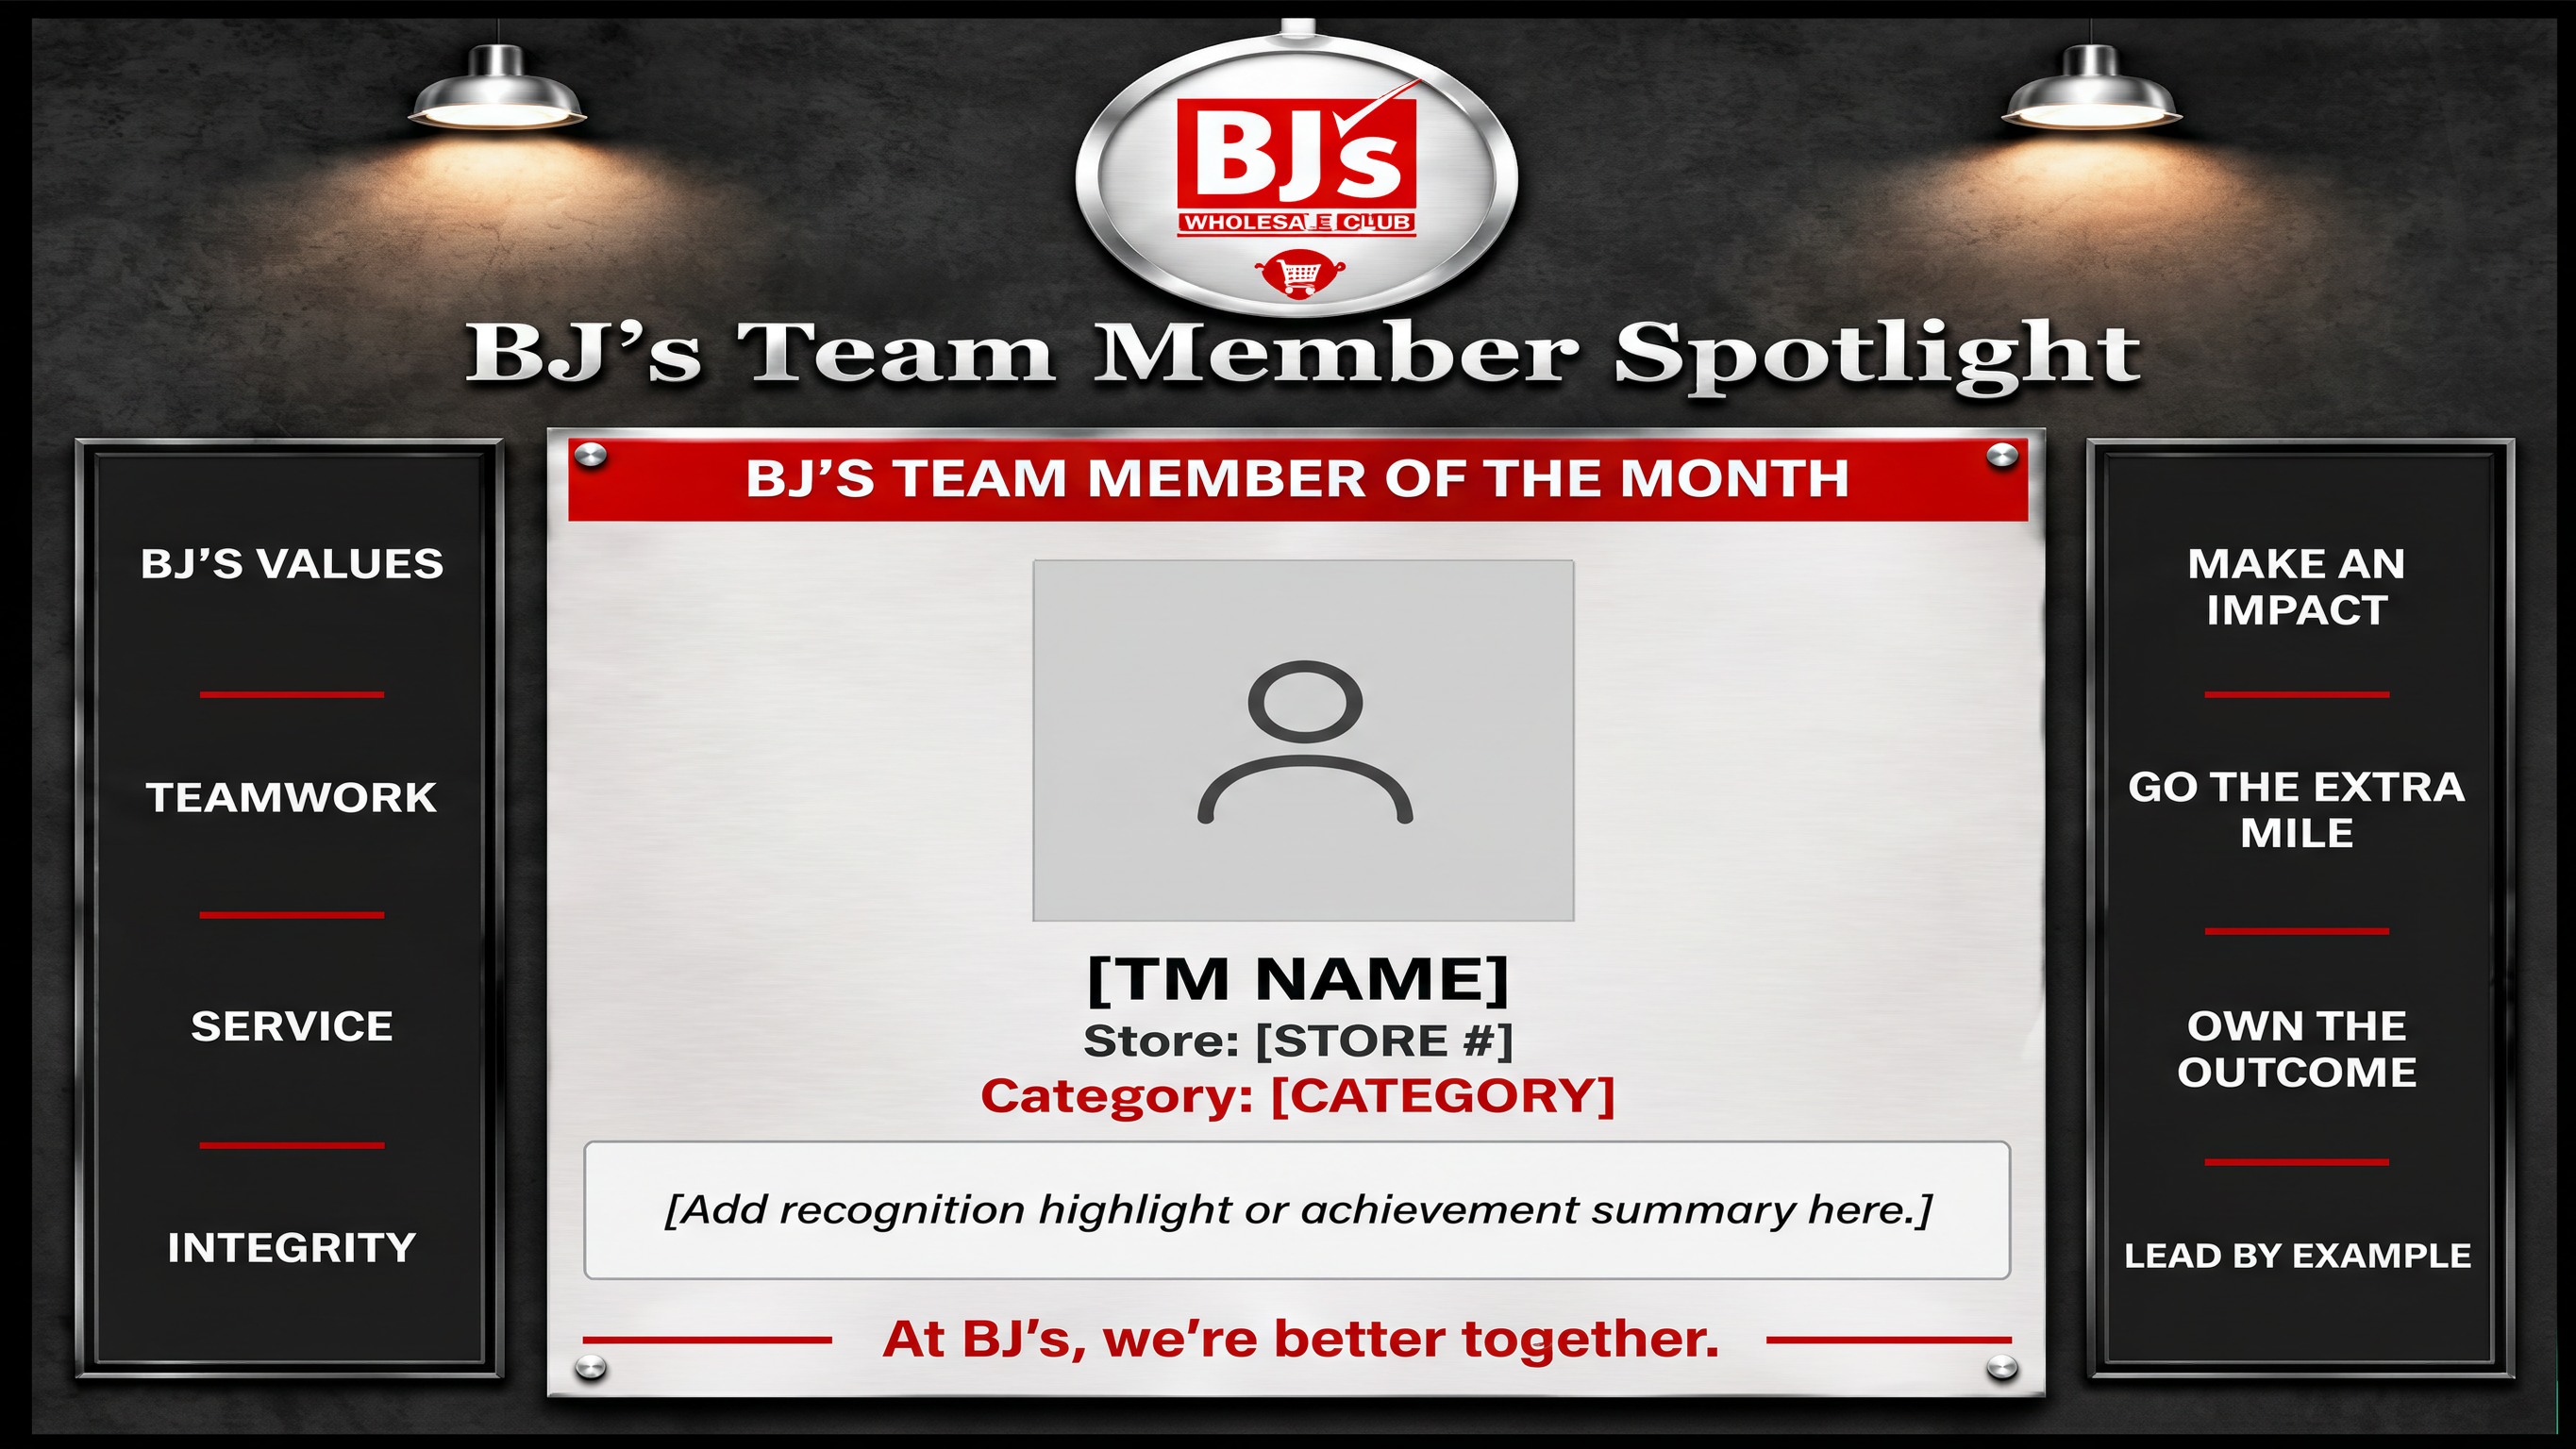 BJ's
WHOLESALE CLUB
BJ's Team Member Spotlight
BJ'S VALUES
TEAMWORK
SERVICE
INTEGRITY
BJ'S TEAM MEMBER OF THE MONTH
[TM NAME]
Store: [STORE #]
Category: [CATEGORY]
[Add recognition highlight or achievement summary here.]
At BJ's, we're better together.
MAKE AN
IMPACT
GO THE EXTRA
MILE
OWN THE
OUTCOME
LEAD BY EXAMPLE